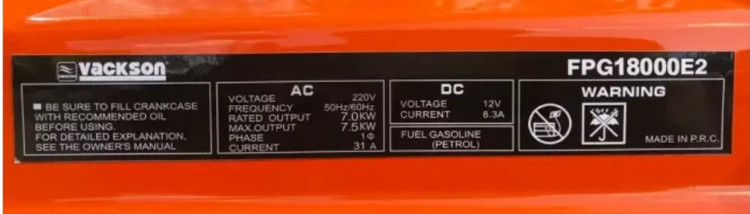 Yackson
FPG18000E2
■ BE SURE TO FILL CRANKCASE
WITH RECOMMENDED OIL
BEFORE USING.
FOR DETAILED EXPLANATION,
SEE THE OWNER'S MANUAL
AC
VOLTAGE 220V
FREQUENCY 50Hz/60Hz
RATED OUTPUT 7.0KW
MAX.OUTPUT 7.5KW
PHASE 1Φ
CURRENT 31 A
DC
VOLTAGE 12V
CURRENT 8.3A
FUEL GASOLINE
(PETROL)
WARNING
MADE IN P.R.C.